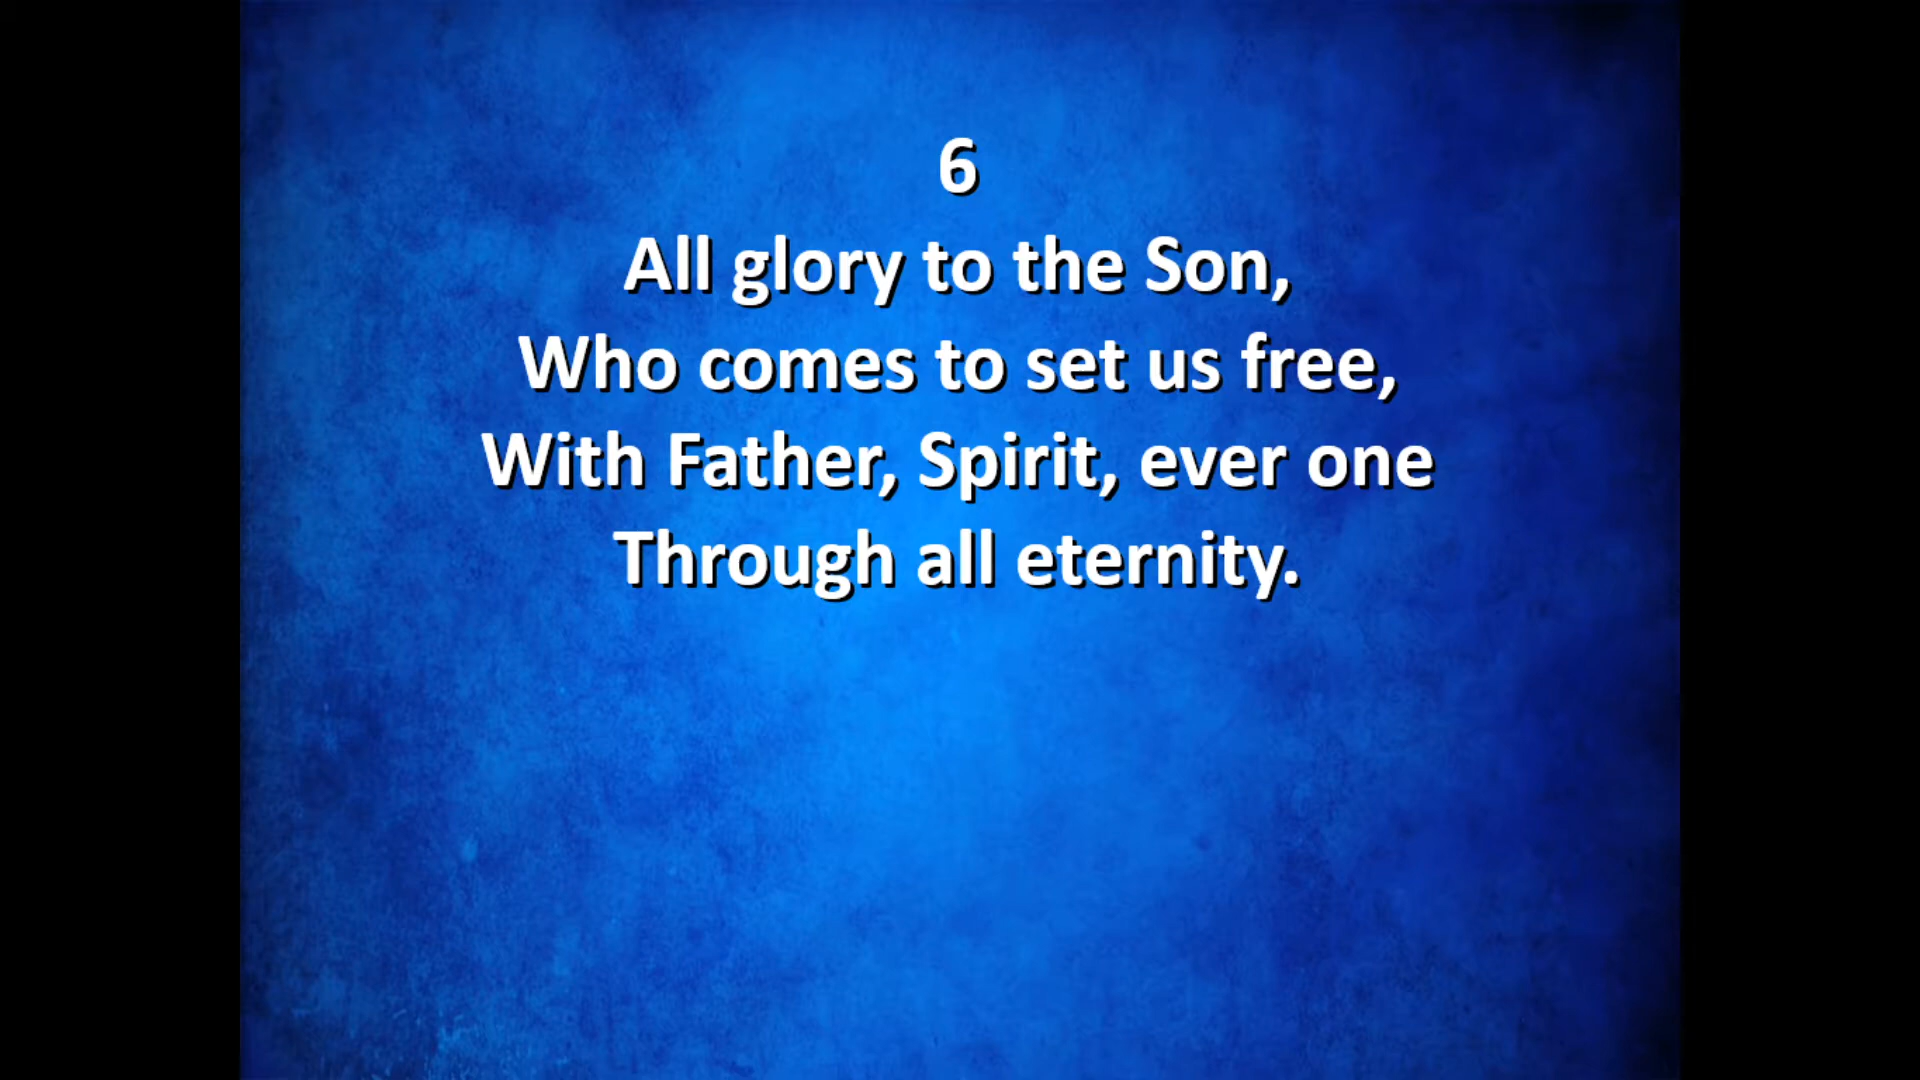 6
All glory to the Son,
Who comes to set us free,
With Father, Spirit, ever one
Through all eternity.